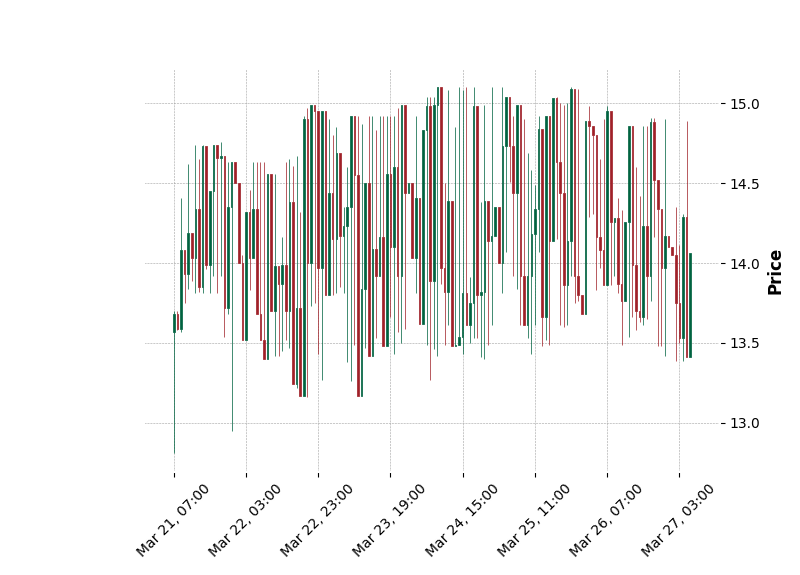 15.0
14.5
14.0
13.5
13.0
Price
Mar 21, 07:00
Mar 22, 03:00
Mar 22, 23:00
Mar 23, 19:00
Mar 24, 15:00
Mar 25, 11:00
Mar 26, 07:00
Mar 27, 03:00